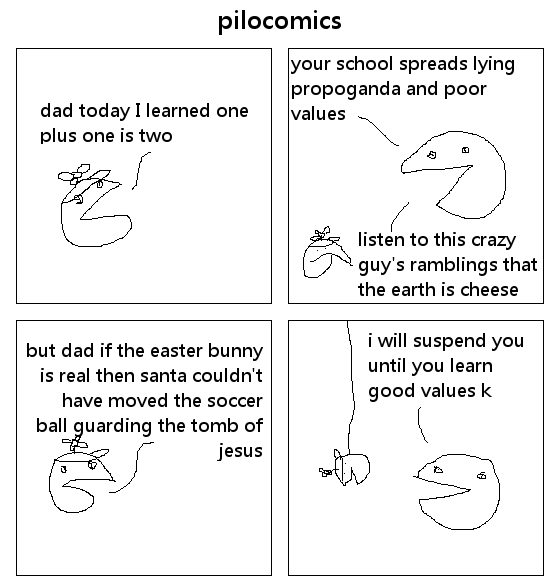 pilocomics
dad today I learned one
plus one is two
your school spreads lying
propoganda and poor
values
listen to this crazy
guy's ramblings that
the earth is cheese
but dad if the easter bunny
is real then santa couldn't
have moved the soccer
ball guarding the tomb of
jesus
i will suspend you
until you learn
good values k